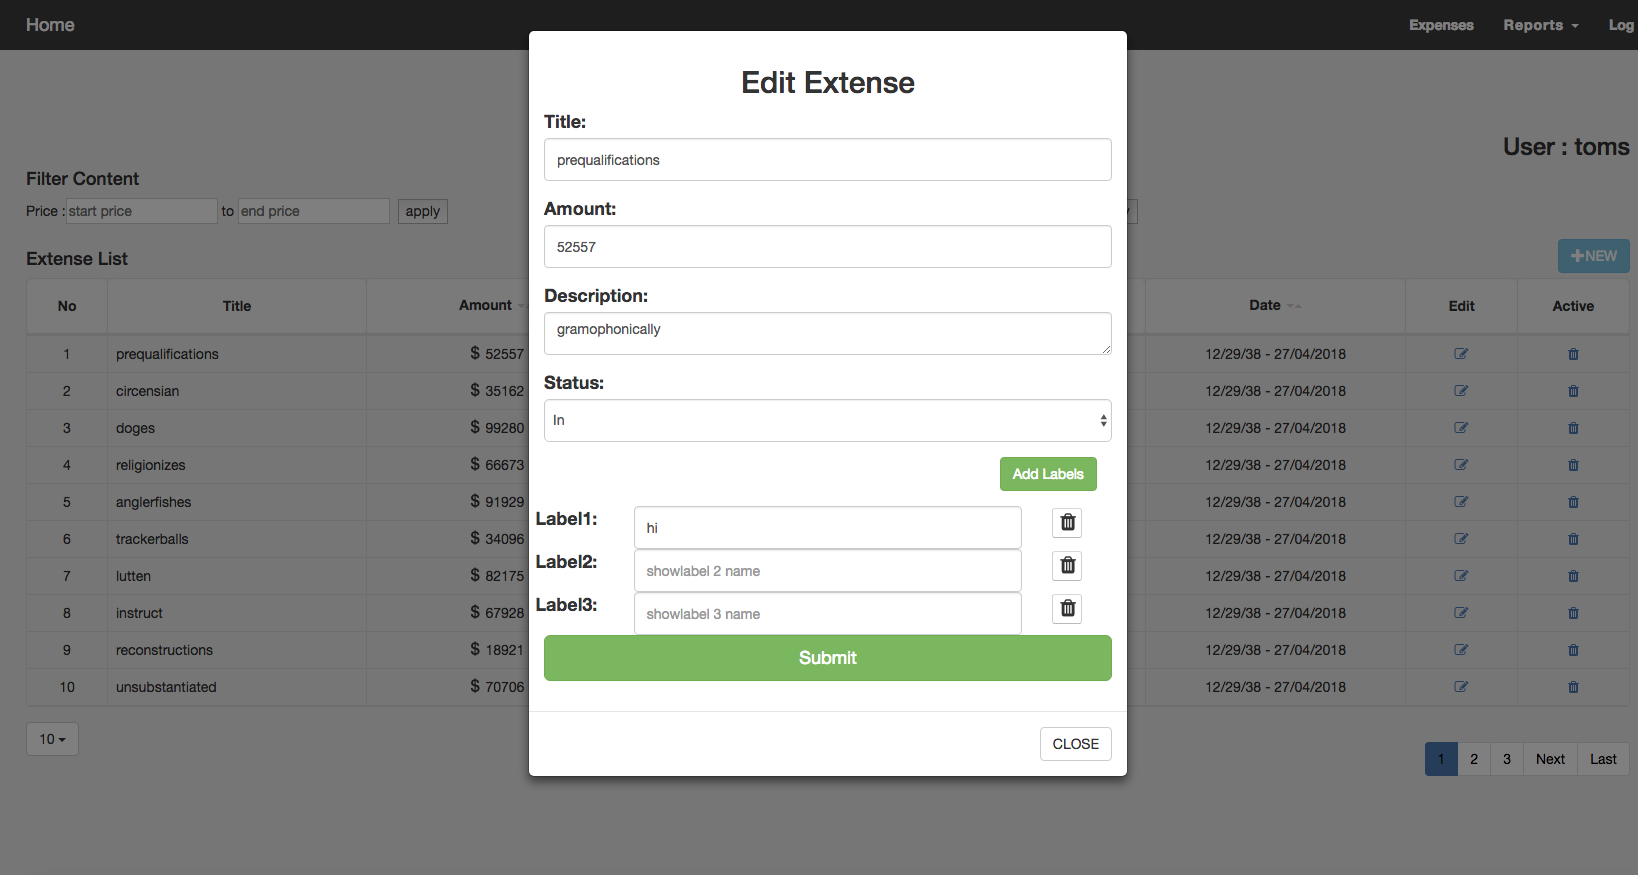 Home Expenses Reports Log
Edit Extense
Title:
prequalifications
Amount:
52557
Description:
gramophonically
Status:
In
Add Labels
Label1: hi
Label2: showlabel 2 name
Label3: showlabel 3 name
Submit
CLOSE
User : toms
Filter Content
Price : start price to end price apply
Extense List
NEW
No Title Amount Date Edit Active
1 prequalifications $ 52557 12/29/38 - 27/04/2018
2 circensian $ 35162 12/29/38 - 27/04/2018
3 doges $ 99280 12/29/38 - 27/04/2018
4 religionizes $ 66673 12/29/38 - 27/04/2018
5 anglerfishes $ 91929 12/29/38 - 27/04/2018
6 trackerballs $ 34096 12/29/38 - 27/04/2018
7 lutten $ 82175 12/29/38 - 27/04/2018
8 instruct $ 67928 12/29/38 - 27/04/2018
9 reconstructions $ 18921 12/29/38 - 27/04/2018
10 unsubstantiated $ 70706 12/29/38 - 27/04/2018
10
1 2 3 Next Last